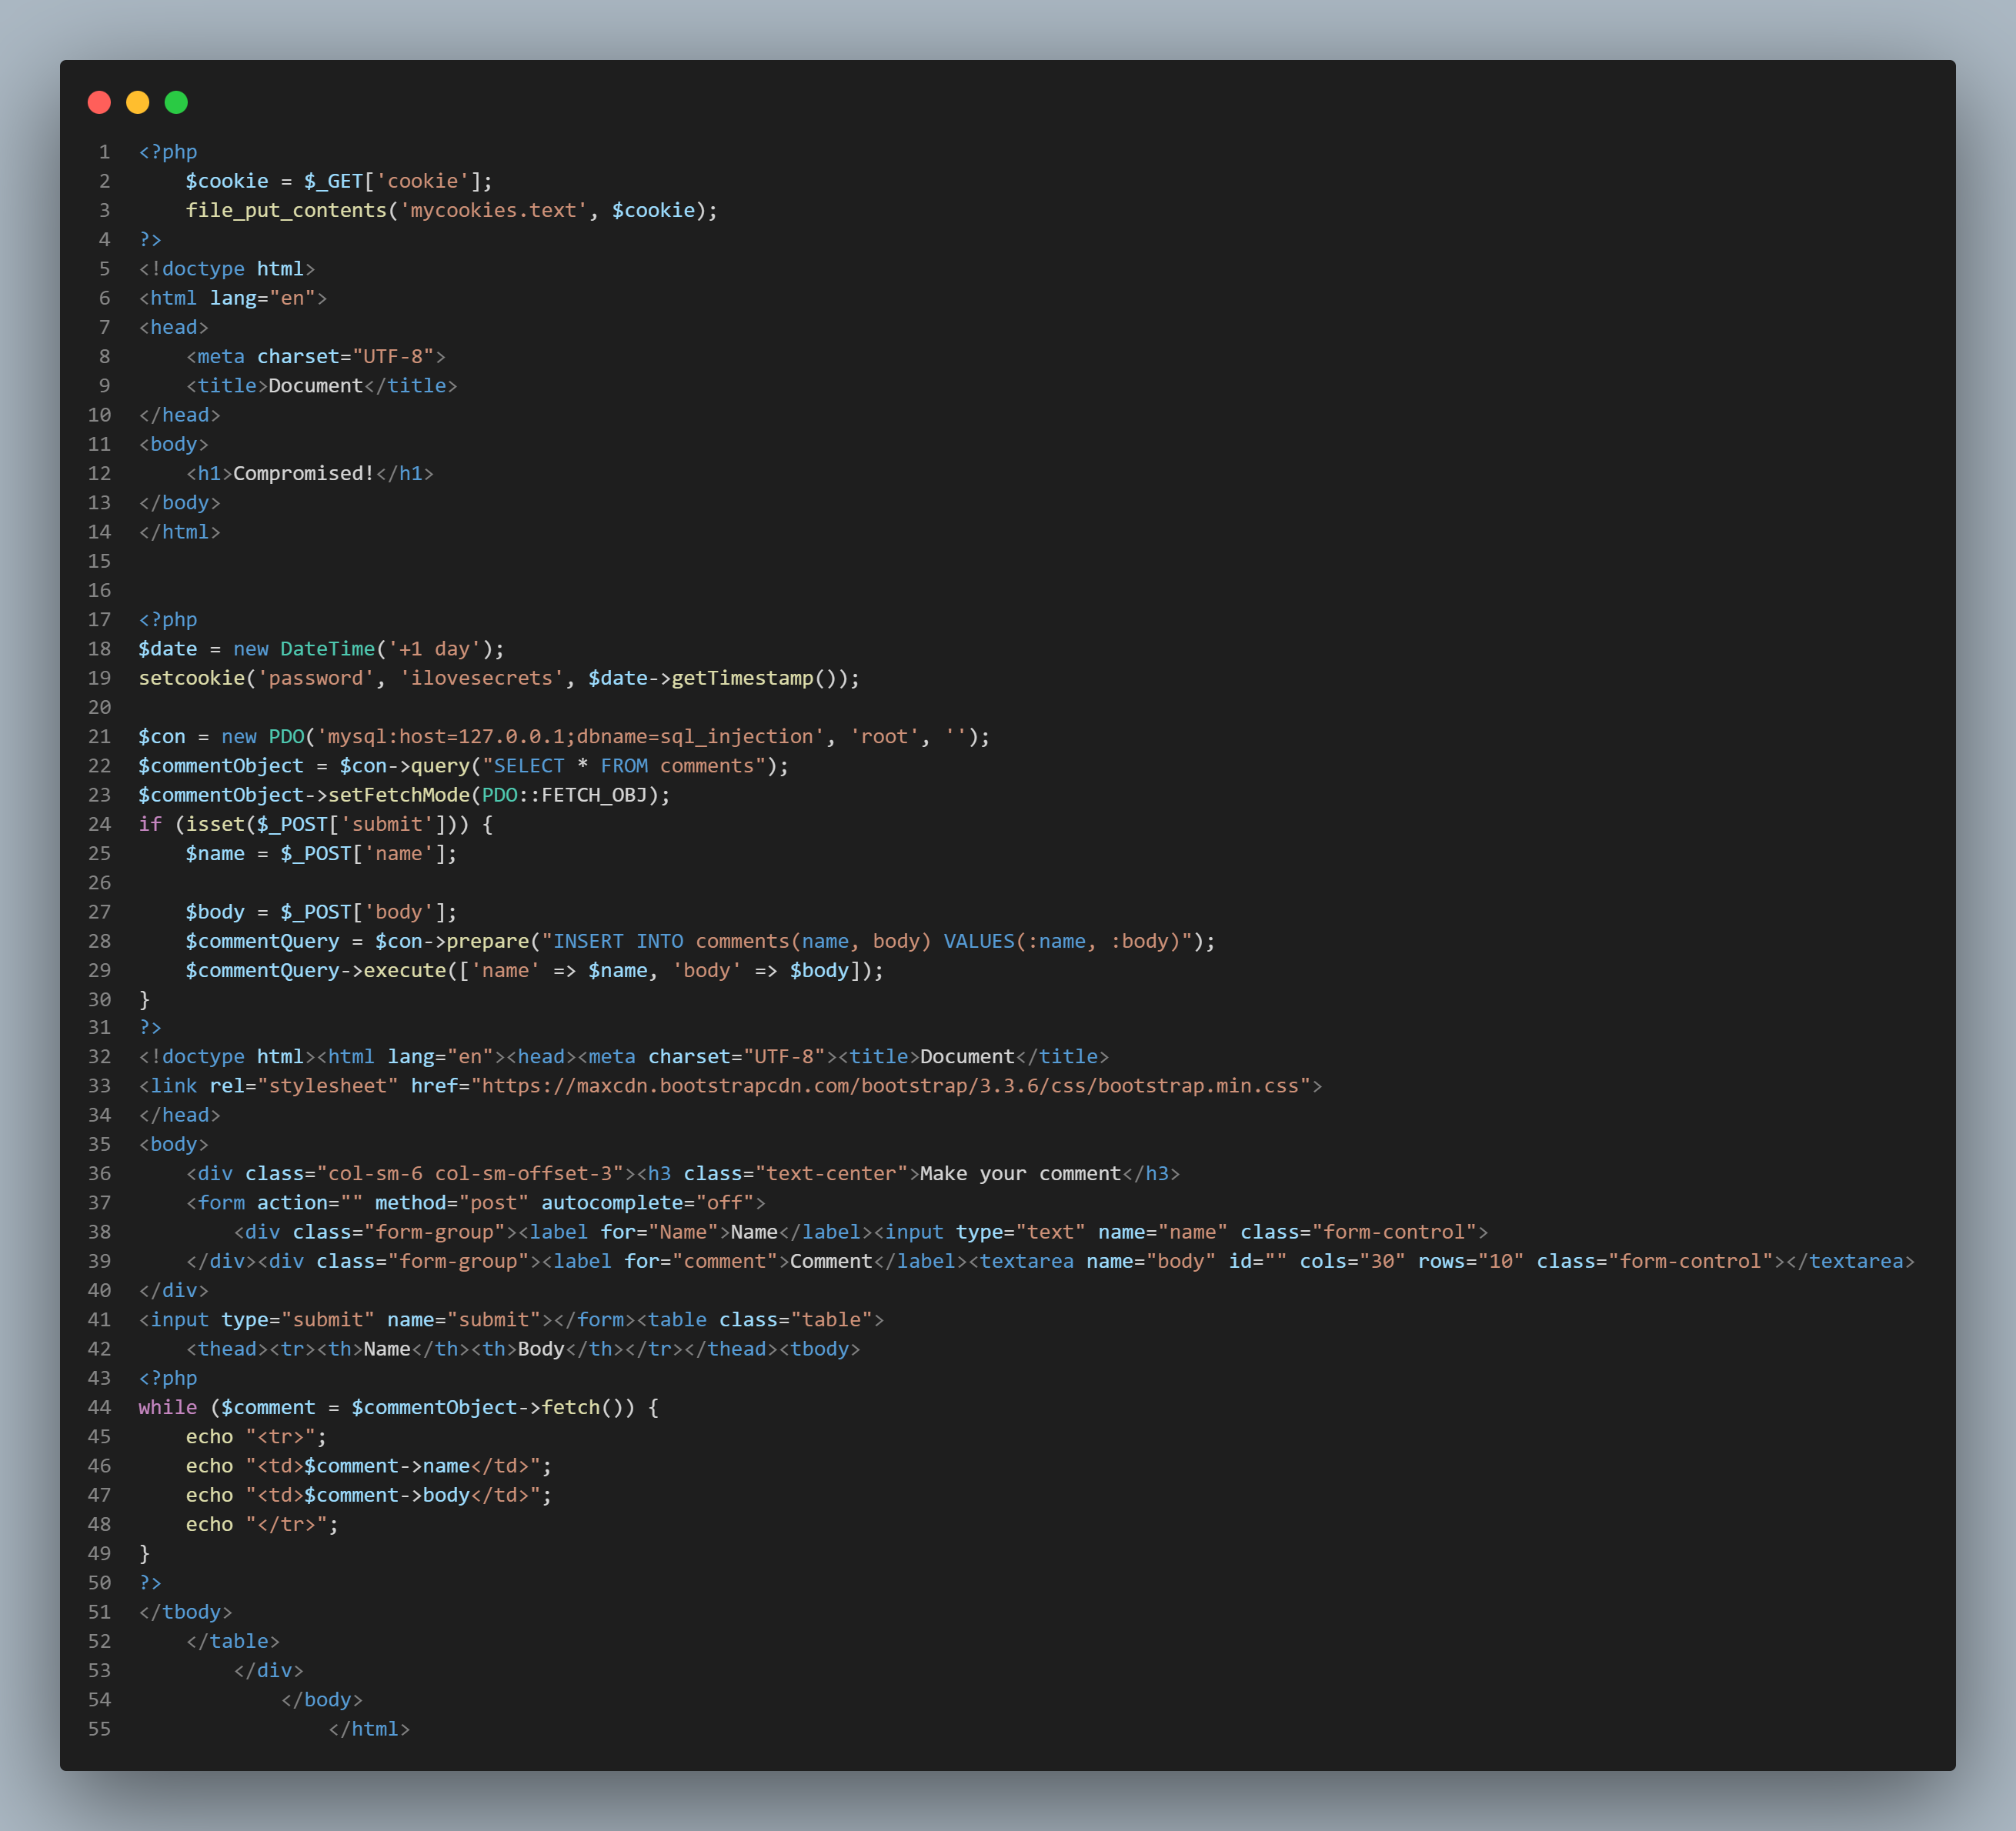 1 <?php
2     $cookie = $_GET['cookie'];
3     file_put_contents('mycookies.text', $cookie);
4 ?>
5 <!doctype html>
6 <html lang="en">
7 <head>
8     <meta charset="UTF-8">
9     <title>Document</title>
10 </head>
11 <body>
12     <h1>Compromised!</h1>
13 </body>
14 </html>
15
16
17 <?php
18 $date = new DateTime('+1 day');
19 setcookie('password', 'ilovesecrets', $date->getTimestamp());
20
21 $con = new PDO('mysql:host=127.0.0.1;dbname=sql_injection', 'root', '');
22 $commentObject = $con->query("SELECT * FROM comments");
23 $commentObject->setFetchMode(PDO::FETCH_OBJ);
24 if (isset($_POST['submit'])) {
25     $name = $_POST['name'];
26
27     $body = $_POST['body'];
28     $commentQuery = $con->prepare("INSERT INTO comments(name, body) VALUES(:name, :body)");
29     $commentQuery->execute(['name' => $name, 'body' => $body]);
30 }
31 ?>
32 <!doctype html><html lang="en"><head><meta charset="UTF-8"><title>Document</title>
33 <link rel="stylesheet" href="https://maxcdn.bootstrapcdn.com/bootstrap/3.3.6/css/bootstrap.min.css">
34 </head>
35 <body>
36     <div class="col-sm-6 col-sm-offset-3"><h3 class="text-center">Make your comment</h3>
37     <form action="" method="post" autocomplete="off">
38         <div class="form-group"><label for="Name">Name</label><input type="text" name="name" class="form-control">
39     </div><div class="form-group"><label for="comment">Comment</label><textarea name="body" id="" cols="30" rows="10" class="form-control"></textarea>
40 </div>
41 <input type="submit" name="submit"></form><table class="table">
42     <thead><tr><th>Name</th><th>Body</th></tr></thead><tbody>
43 <?php
44 while ($comment = $commentObject->fetch()) {
45     echo "<tr>";
46     echo "<td>$comment->name</td>";
47     echo "<td>$comment->body</td>";
48     echo "</tr>";
49 }
50 ?>
51 </tbody>
52     </table>
53         </div>
54             </body>
55                 </html>